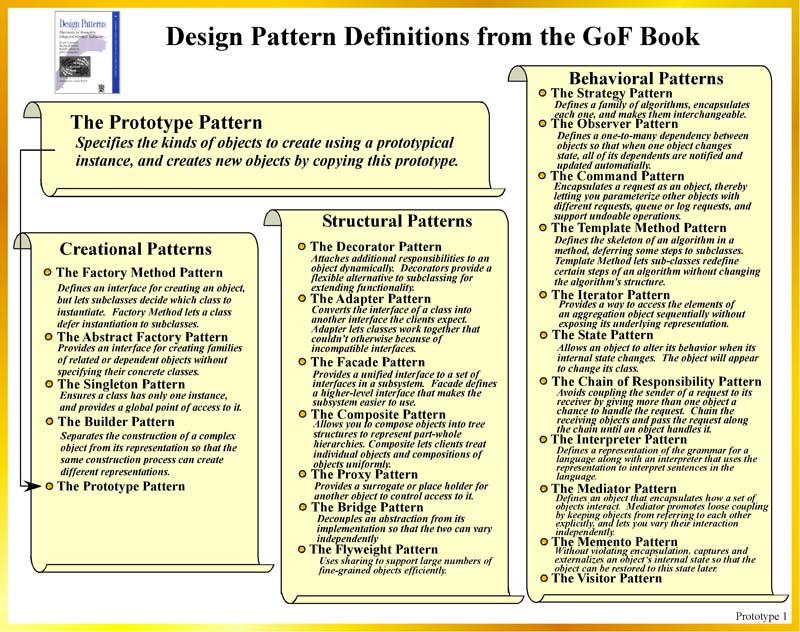 Design Patterns
Design Pattern Definitions from the GoF Book
The Prototype Pattern
Specifies the kinds of objects to create using a prototypical
instance, and creates new objects by copying this prototype.
Creational Patterns
The Factory Method Pattern
Defines an interface for creating an object,
but lets subclasses decide which class to
instantiate. Factory Method lets a class
defer instantiation to subclasses.
The Abstract Factory Pattern
Provides an interface for creating families
of related or dependent objects without
specifying their concrete classes.
The Singleton Pattern
Ensures a class has only one instance,
and provides a global point of access to it.
The Builder Pattern
Separates the construction of a complex
object from its representation so that the
same construction process can create
different representations.
The Prototype Pattern
Structural Patterns
The Decorator Pattern
Attaches additional responsibilities to an
object dynamically. Decorators provide a
flexible alternative to subclassing for
extending functionality.
The Adapter Pattern
Converts the interface of a class into
another interface the clients expect.
Adapter lets classes work together that
couldn't otherwise because of
incompatible interfaces.
The Facade Pattern
Provides a unified interface to a set of
interfaces in a subsystem. Facade defines
a higher-level interface that makes the
subsystem easier to use.
The Composite Pattern
Allows you to compose objects into tree
structures to represent part-whole
hierarchies. Composite lets clients treat
individual objects and compositions of
objects uniformly.
The Proxy Pattern
Provides a surrogate or place holder for
another object to control access to it.
The Bridge Pattern
Decouples an abstraction from its
implementation so that the two can vary
independently
The Flyweight Pattern
Uses sharing to support large numbers of
fine-grained objects efficiently.
Behavioral Patterns
The Strategy Pattern
Defines a family of algorithms, encapsulates
each one, and makes them interchangeable.
The Observer Pattern
Defines a one-to-many dependency between
objects so that when one object changes
state, all of its dependents are notified and
updated automatially.
The Command Pattern
Encapsulates a request as an object, thereby
letting you parameterize other objects with
different requests, queue or log requests, and
support undoable operations.
The Template Method Pattern
Defines the skeleton of an algorithm in a
method, deferring some steps to subclasses.
Template Method lets sub-classes redefine
certain steps of an algorithm without changing
the algorithm's structure.
The Iterator Pattern
Provides a way to access the elements of
an aggregation object sequentially without
exposing its underlying representation.
The State Pattern
Allows an object to alter its behavior when its
internal state changes. The object will appear
to change its class.
The Chain of Responsibility Pattern
Avoids coupling the sender of a request to its
receiver by giving more than one object a
chance to handle the request. Chain the
receiving objects and pass the request along
the chain until an object handles it.
The Interpreter Pattern
Defines a representation of the grammar for a
language along with an interpreter that uses the
representation to interpret sentences in the
language.
The Mediator Pattern
Defines an object that encapsulates how a set of
objects interact. Mediator promotes loose coupling
by keeping objects from referring to each other
explicitly, and lets you vary their interaction
independently.
The Memento Pattern
Without violating encapsulation, captures and
externalizes an object's internal state so that the
object can be restored to this state later.
The Visitor Pattern
Prototype 1